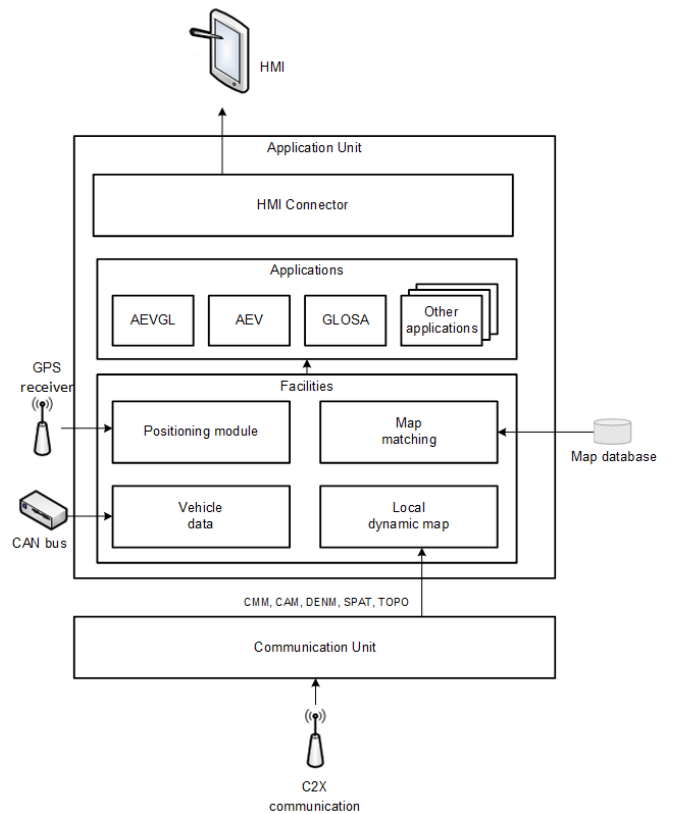 HMI
Application Unit
HMI Connector
Applications
AEVGL
AEV
GLOSA
Other
applications
GPS
receiver
Facilities
Positioning module
Map
matching
Map database
Vehicle
data
Local
dynamic map
CAN bus
CMM, CAM, DENM, SPAT, TOPO
Communication Unit
C2X
communication